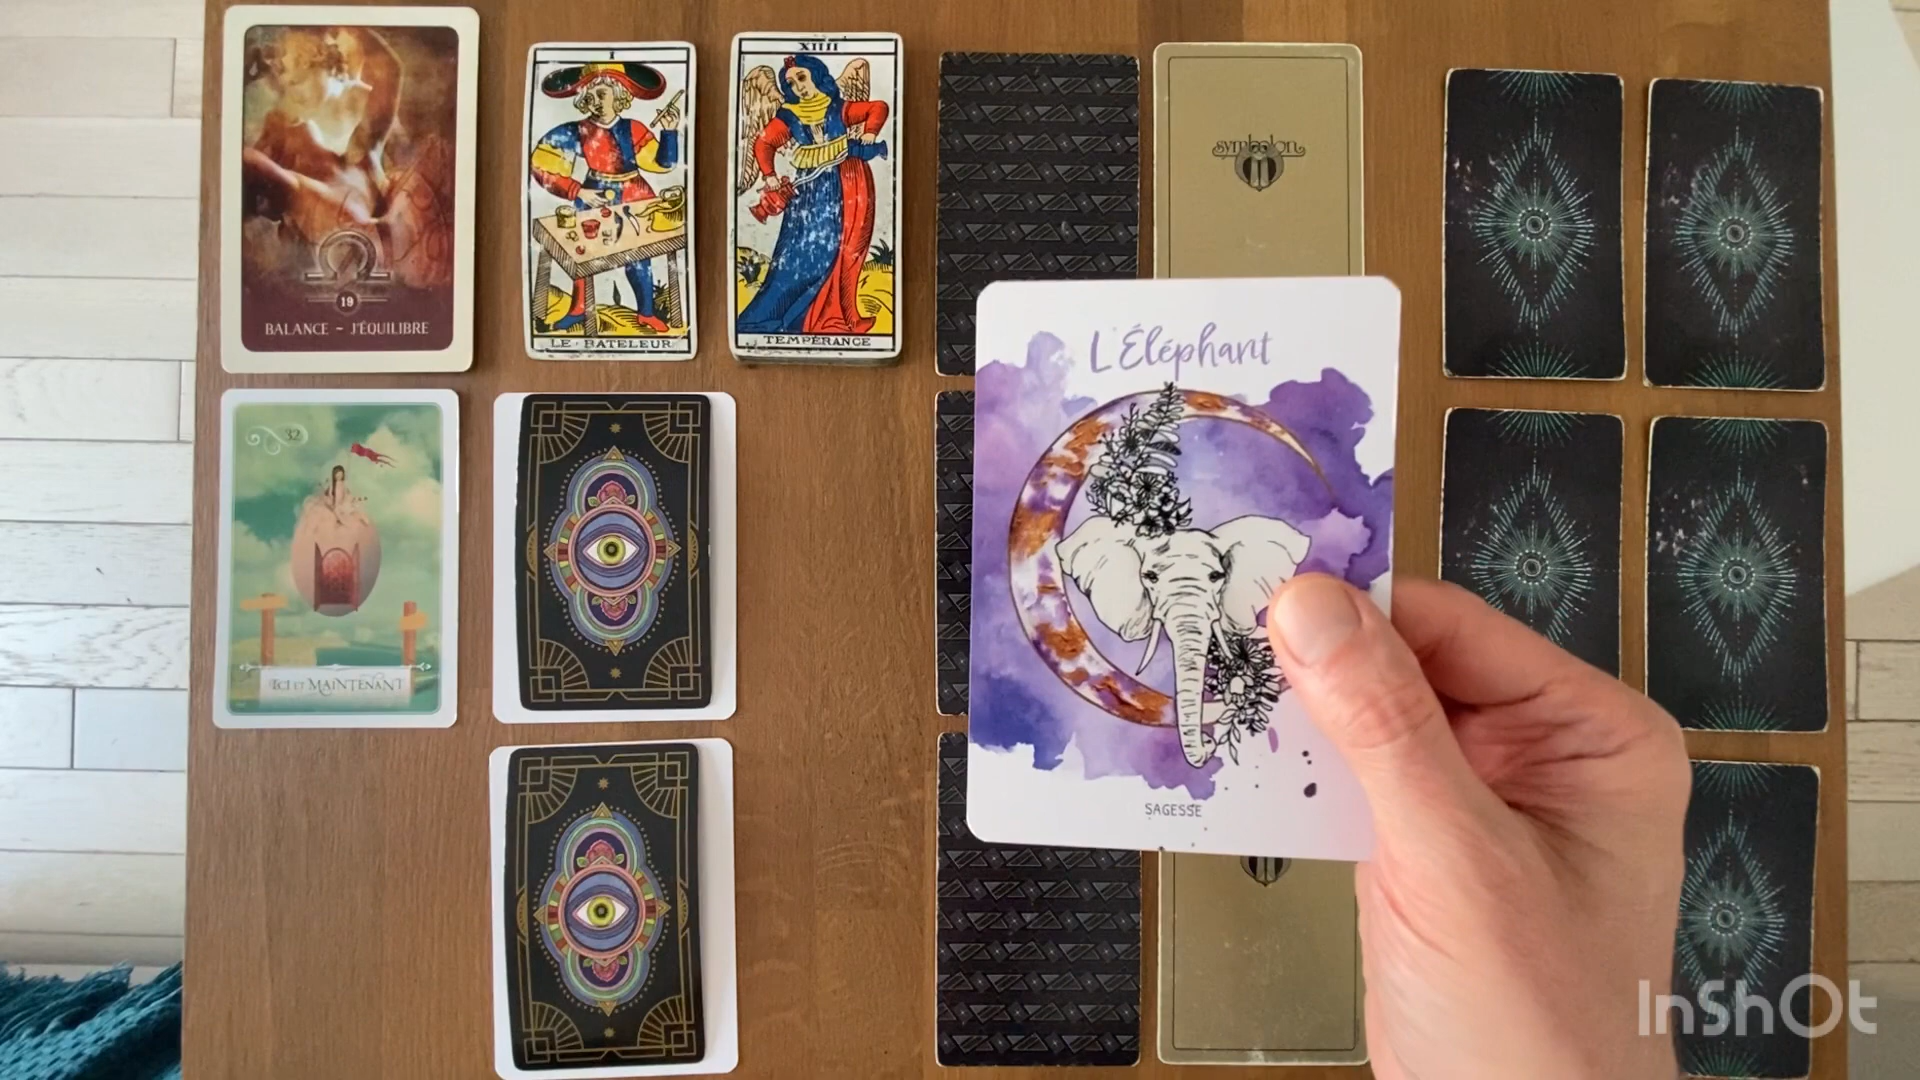 19
BALANCE - J'ÉQUILIBRE
I
LE·BATELEUR
XIIII
TEMPÉRANCE
symbolon
L'Éléphant
SAGESSE
32
ICI ET MAINTENANT
InShOt